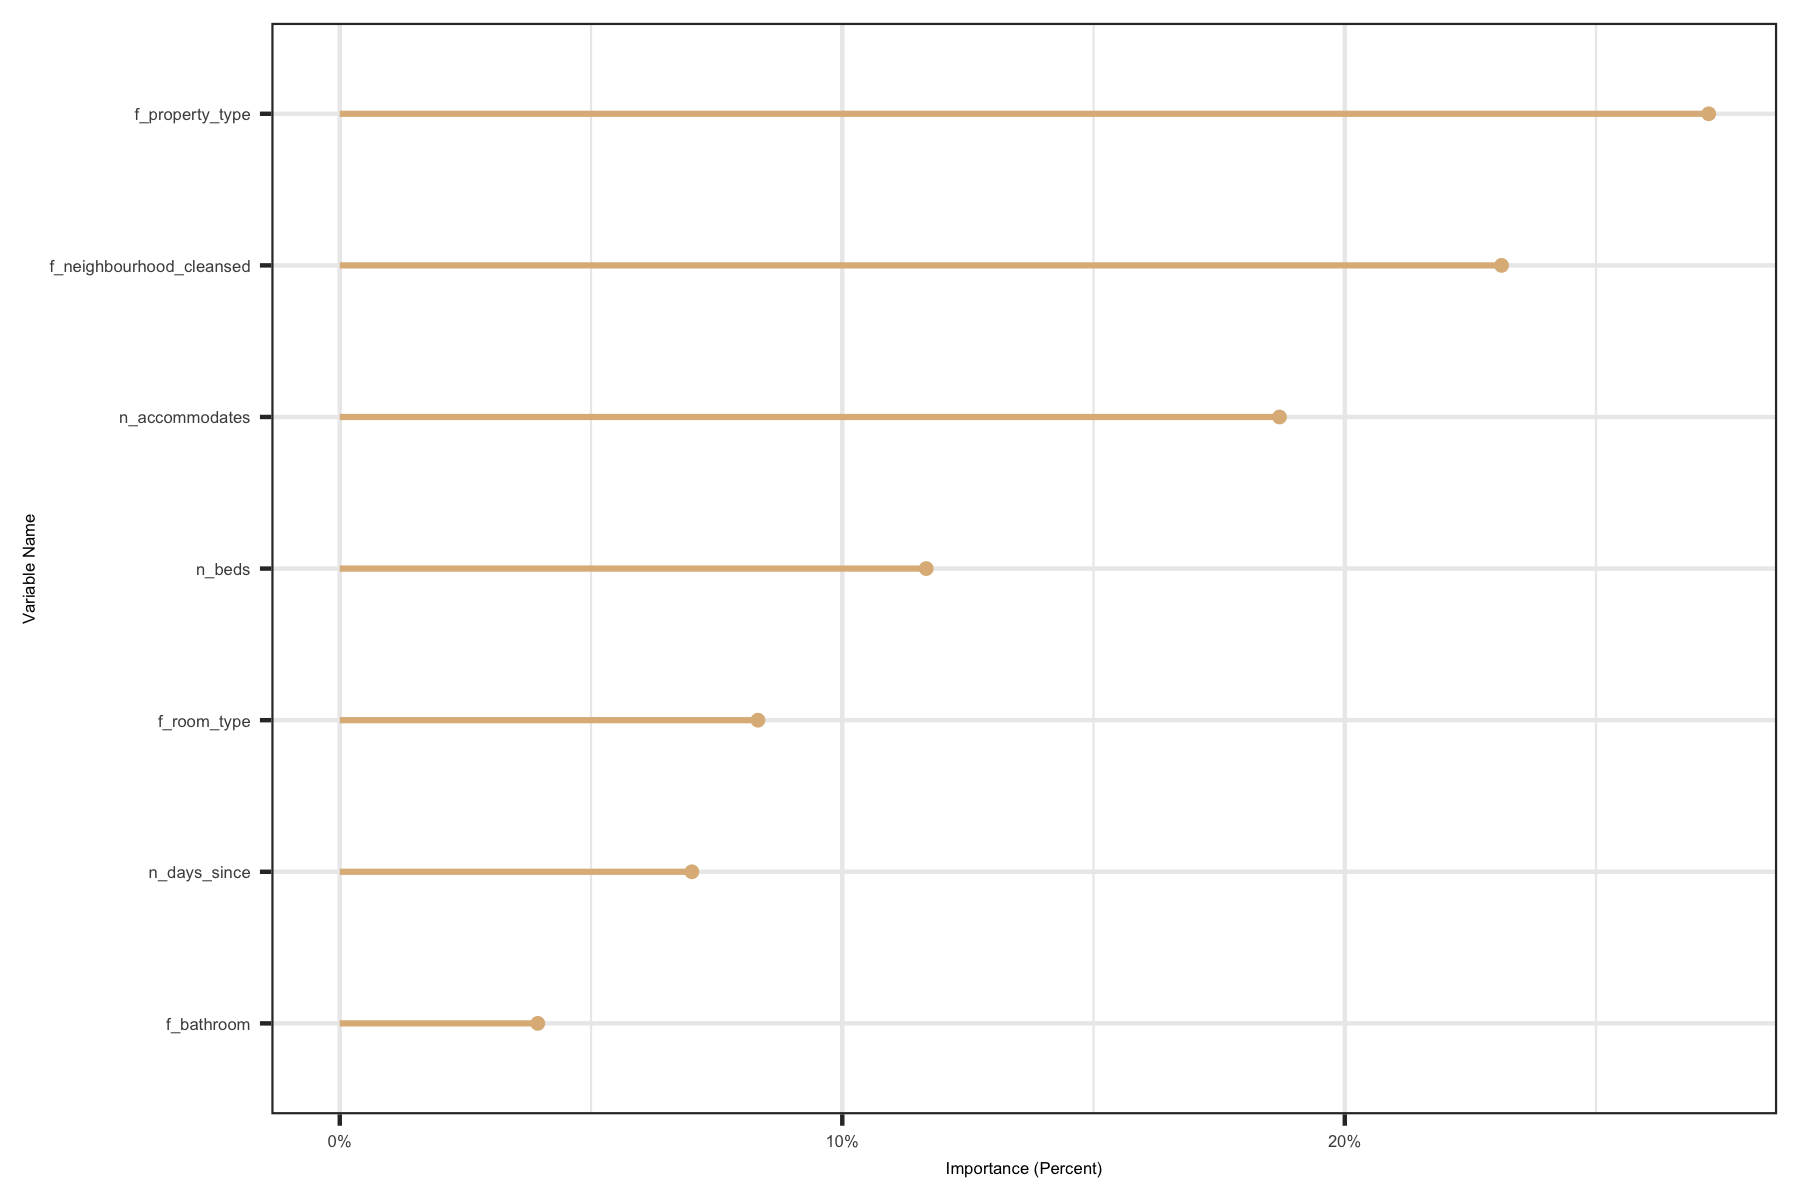 f_property_type
f_neighbourhood_cleansed
n_accommodates
n_beds
f_room_type
n_days_since
f_bathroom
Variable Name
0% 10% 20%
Importance (Percent)